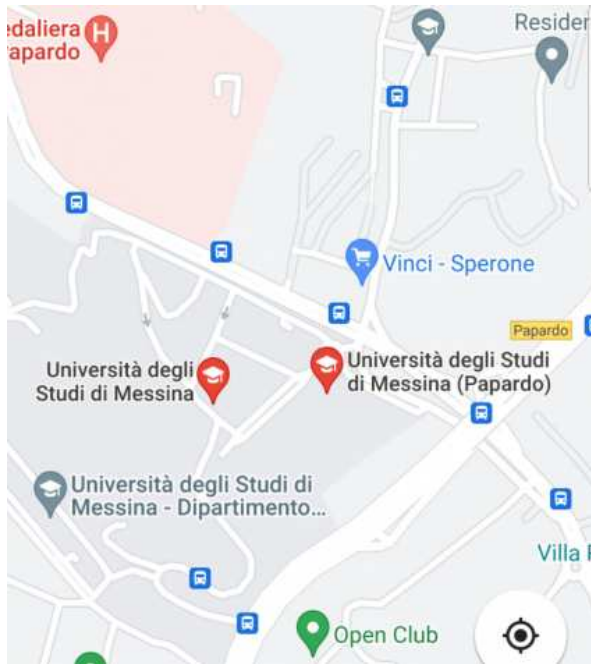 edaliera
apardo
H
Resider
Vinci - Sperone
Papardo
Università degli
Studi di Messina
Università degli Studi
di Messina (Papardo)
Università degli Studi di
Messina - Dipartimento...
Villa
Open Club